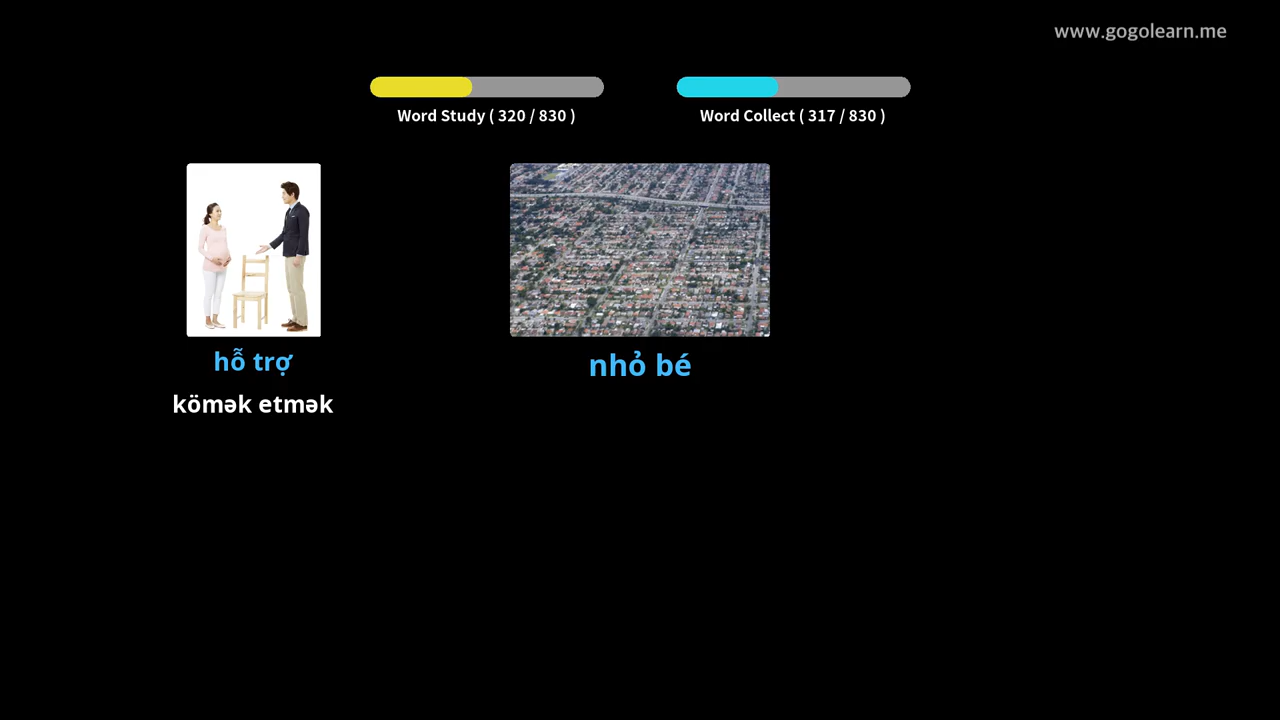 www.gogolearn.me
Word Study ( 320 / 830 )
Word Collect ( 317 / 830 )
hỗ trợ
kömək etmək
nhỏ bé